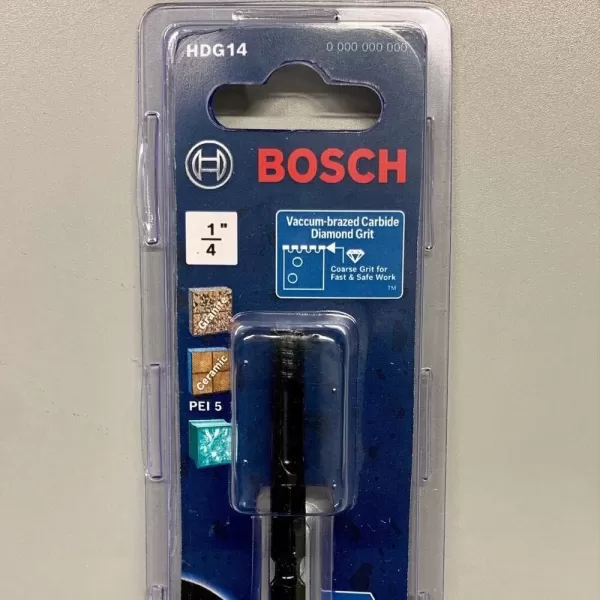 HDG14
0 000 000 000
BOSCH
1"
4
Vaccum-brazed Carbide
Diamond Grit
Coarse Grit for
Fast & Safe Work
TM
Granite
Ceramic
PEI 5